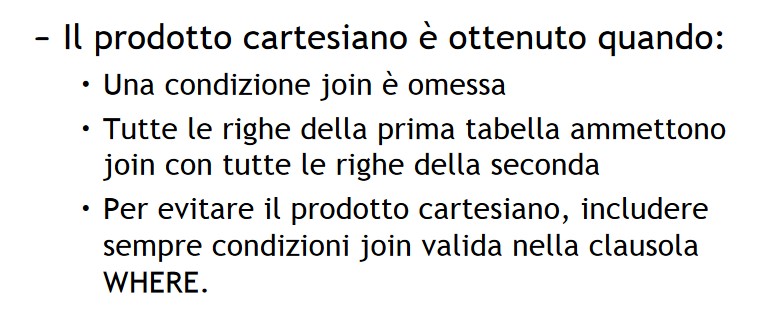 – Il prodotto cartesiano è ottenuto quando:
• Una condizione join è omessa
• Tutte le righe della prima tabella ammettono
join con tutte le righe della seconda
• Per evitare il prodotto cartesiano, includere
sempre condizioni join valida nella clausola
WHERE.